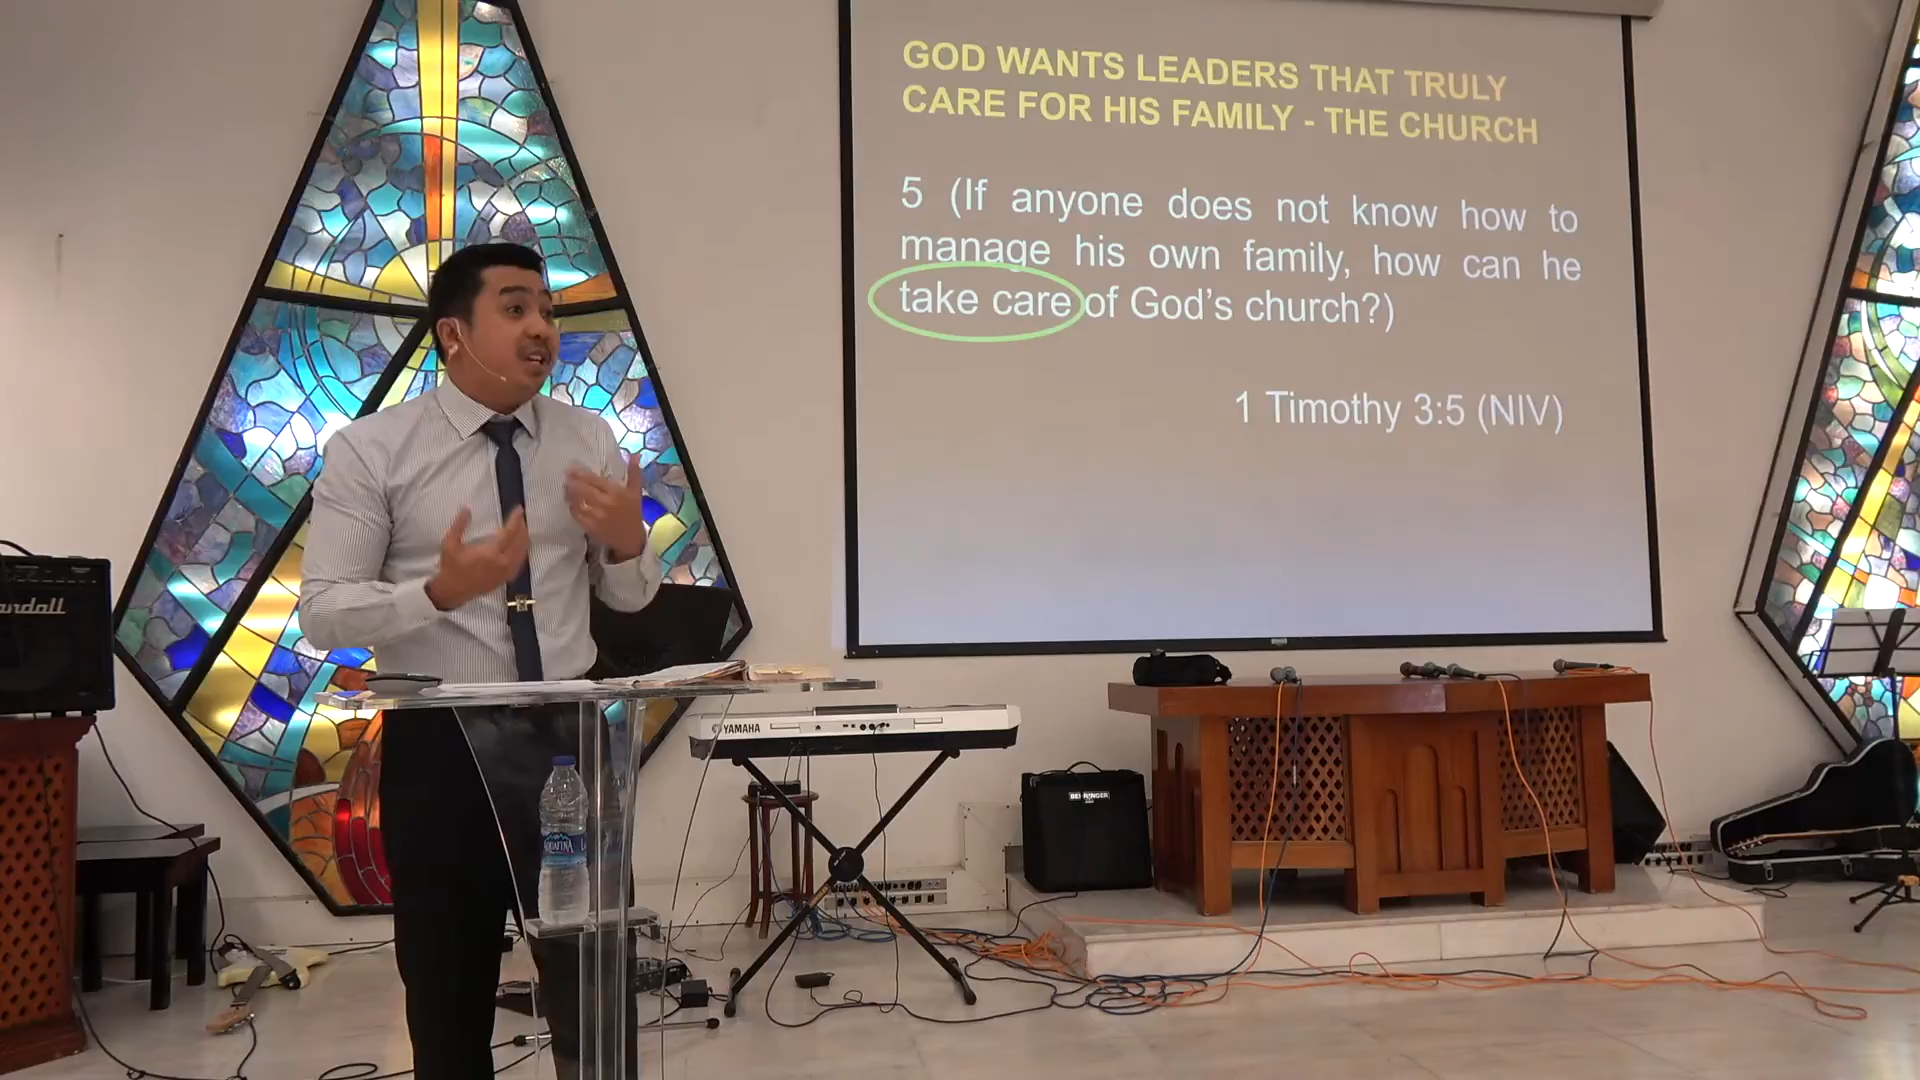 GOD WANTS LEADERS THAT TRULY
CARE FOR HIS FAMILY - THE CHURCH
5 (If anyone does not know how to
manage his own family, how can he
take care of God's church?)
1 Timothy 3:5 (NIV)
andall
YAMAHA
BEHRINGER
AQUAFINA